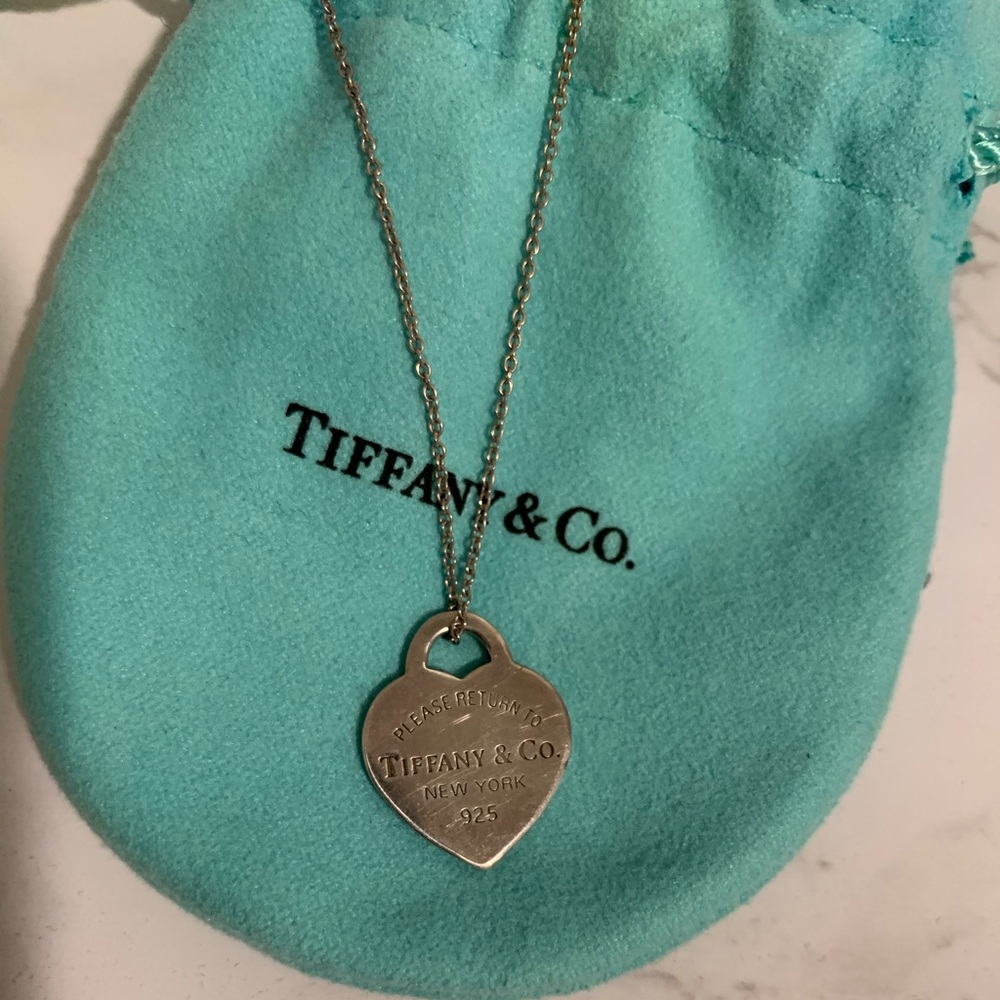 TIFFANY & CO.
PLEASE RETURN TO
TIFFANY & CO.
NEW YORK
925